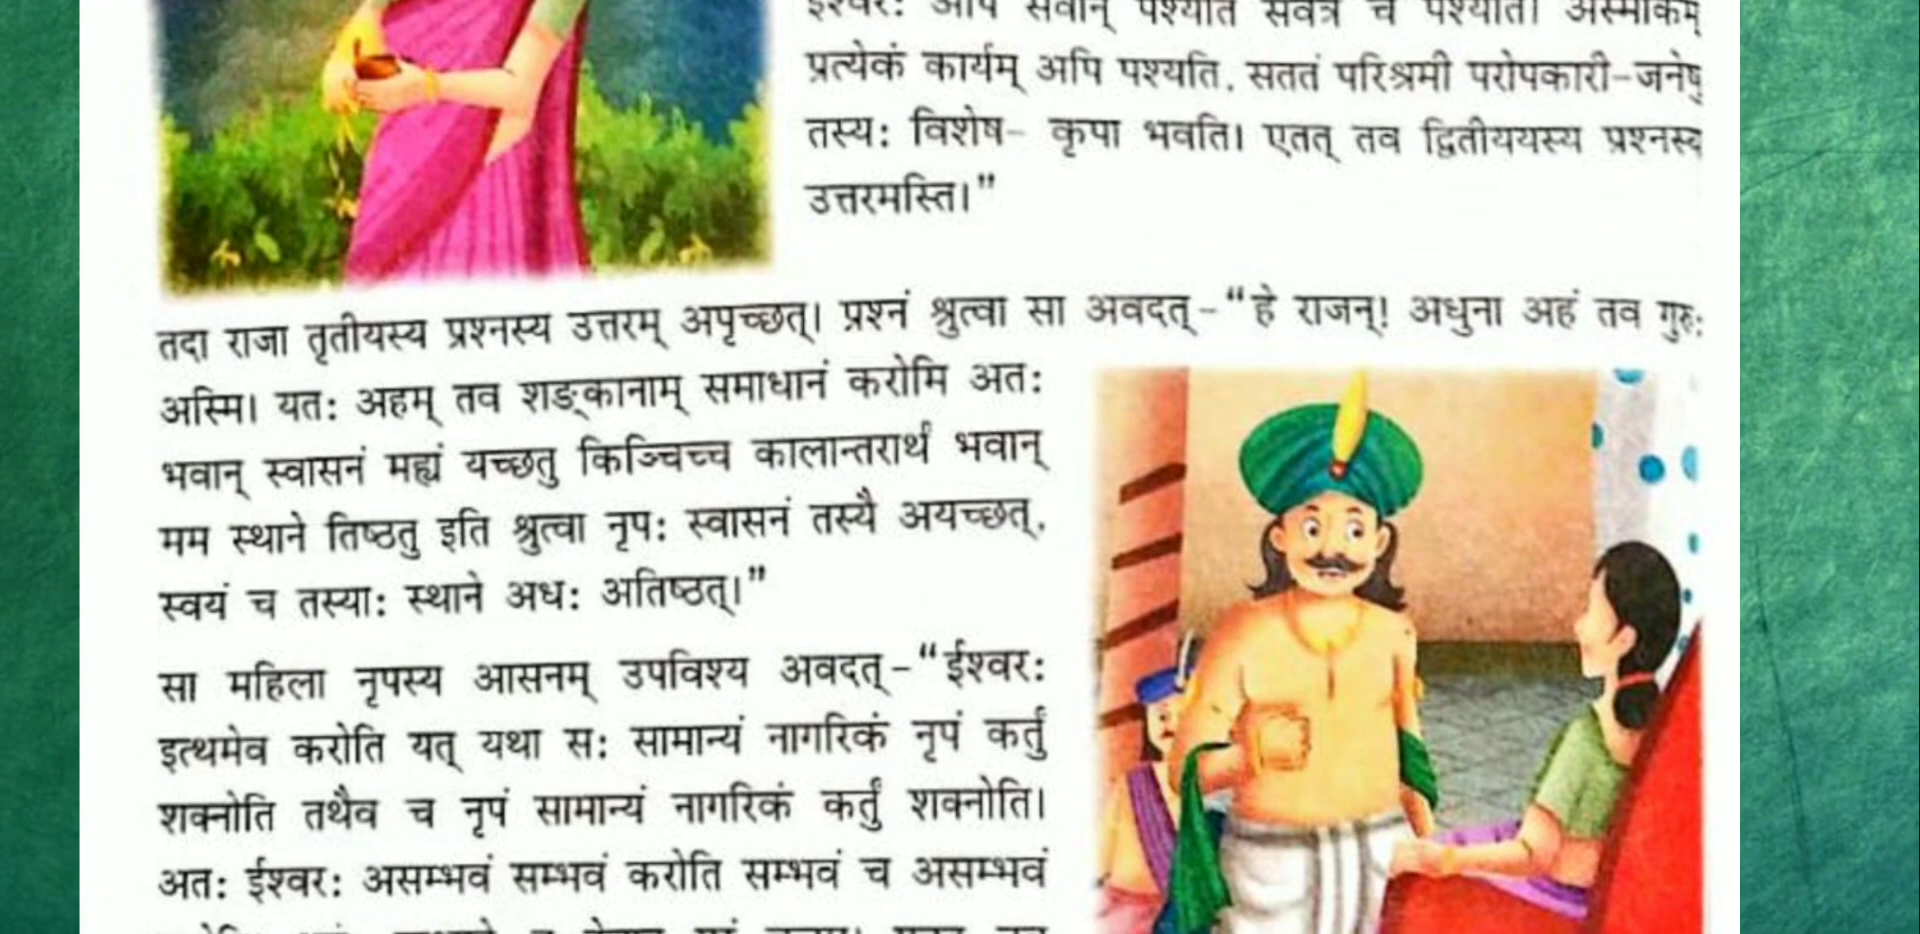 ईश्वरः अपि सर्वान् पश्यति सर्वत्र च पश्यति। अस्माकम्
प्रत्येकं कार्यम् अपि पश्यति. सततं परिश्रमी परोपकारी-जनेषु
तस्यः विशेष- कृपा भवति। एतत् तव द्वितीययस्य प्रश्नस्य
उत्तरमस्ति।”
तदा राजा तृतीयस्य प्रश्नस्य उत्तरम् अपृच्छत्। प्रश्नं श्रुत्वा सा अवदत्-“हे राजन्! अधुना अहं तव गुरुः
अस्मि। यतः अहम् तव शङ्कानाम् समाधानं करोमि अतः
भवान् स्वासनं मह्यं यच्छतु किञ्चिच्च कालान्तरार्थं भवान्
मम स्थाने तिष्ठतु इति श्रुत्वा नृपः स्वासनं तस्यै अयच्छत्.
स्वयं च तस्याः स्थाने अधः अतिष्ठत्।”
सा महिला नृपस्य आसनम् उपविश्य अवदत्-“ईश्वरः
इत्थमेव करोति यत् यथा सः सामान्यं नागरिकं नृपं कर्तुं
शक्नोति तथैव च नृपं सामान्यं नागरिकं कर्तुं शक्नोति।
अतः ईश्वरः असम्भवं सम्भवं करोति सम्भवं च असम्भवं